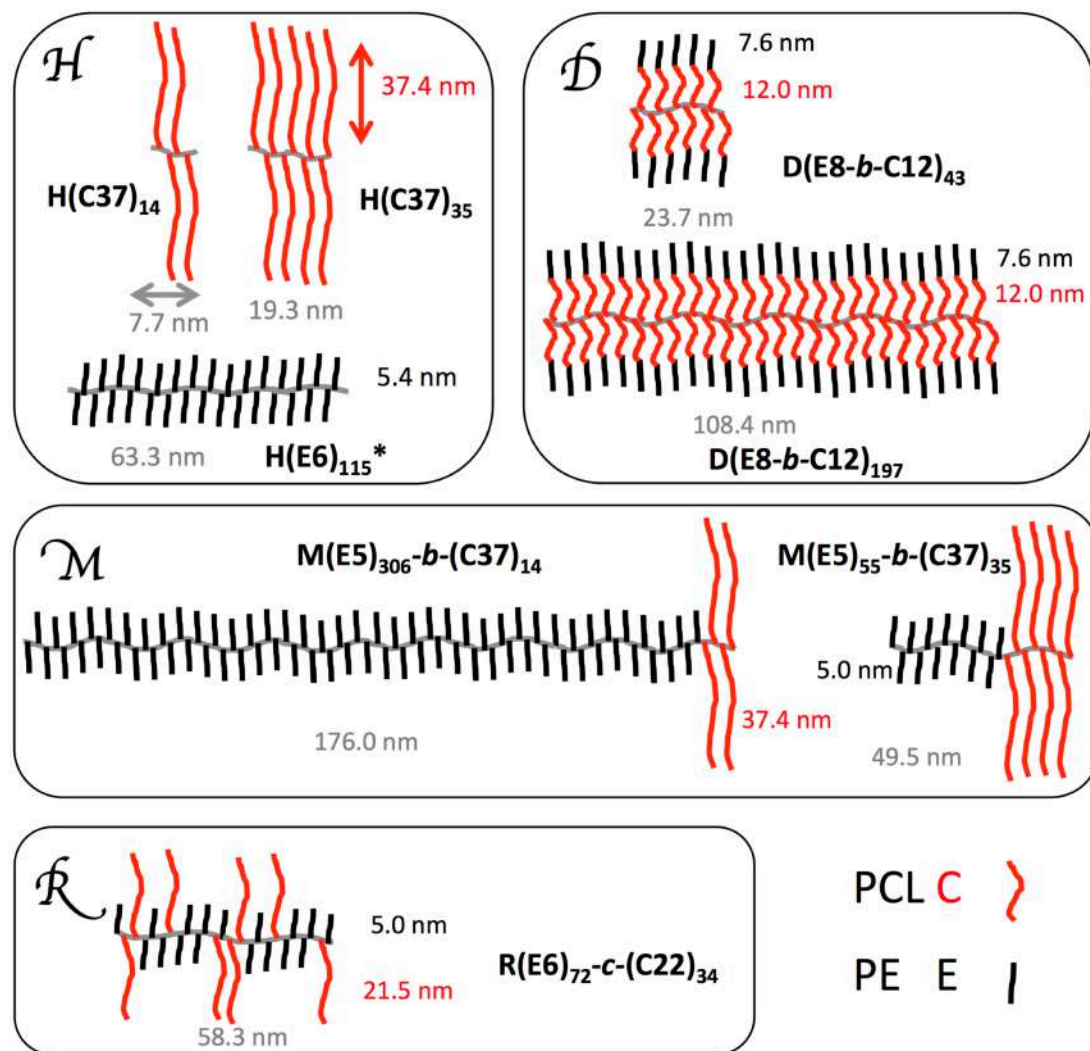 H
37.4 nm
H(C37)14
H(C37)35
7.7 nm
19.3 nm
5.4 nm
63.3 nm
H(E6)115*
D
7.6 nm
12.0 nm
D(E8-b-C12)43
23.7 nm
7.6 nm
12.0 nm
108.4 nm
D(E8-b-C12)197
M
M(E5)306-b-(C37)14
M(E5)55-b-(C37)35
5.0 nm
37.4 nm
176.0 nm
49.5 nm
R
5.0 nm
R(E6)72-c-(C22)34
21.5 nm
58.3 nm
PCL C
PE E